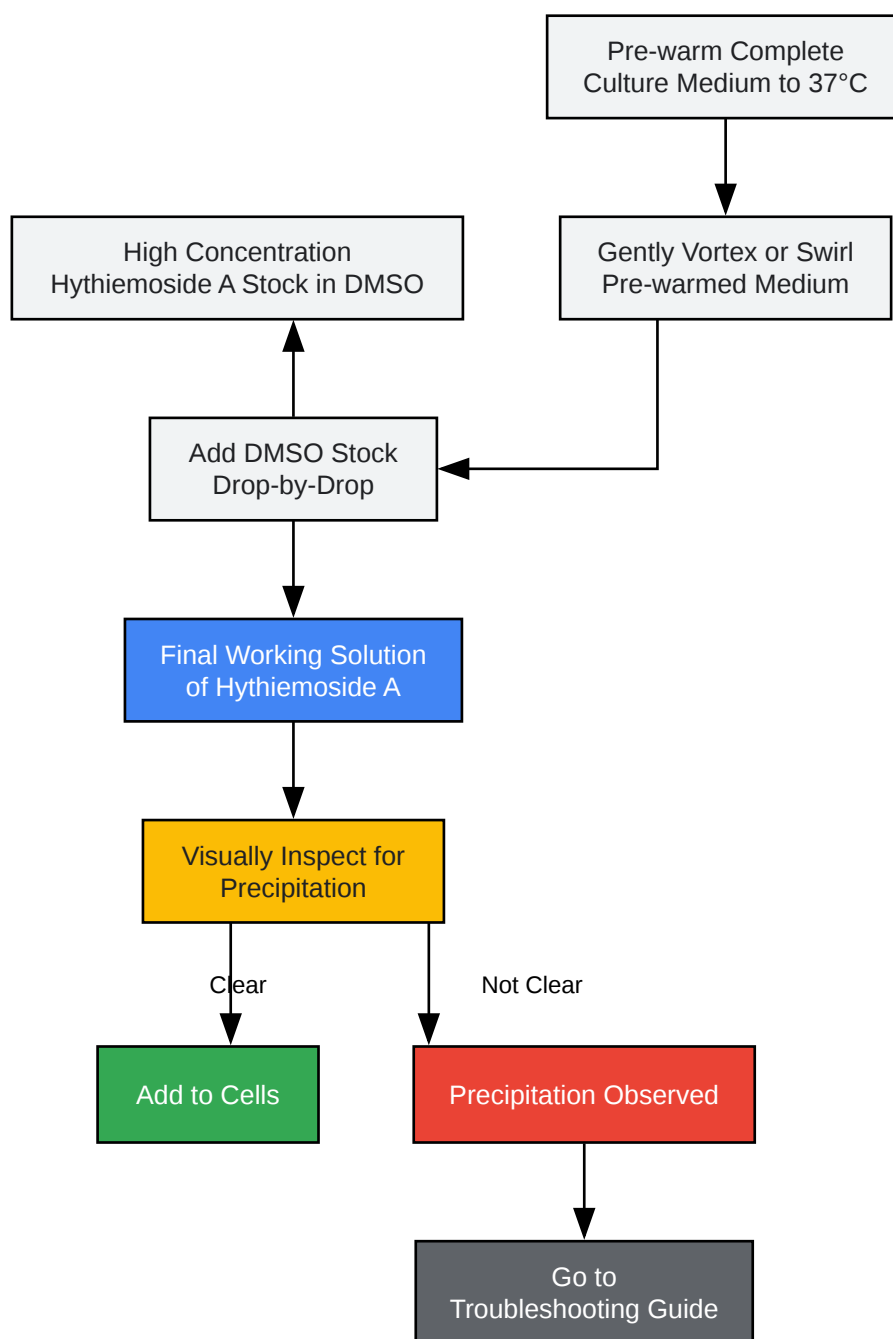 Pre-warm Complete
Culture Medium to 37°C
High Concentration
Hythiemoside A Stock in DMSO
Gently Vortex or Swirl
Pre-warmed Medium
Add DMSO Stock
Drop-by-Drop
Final Working Solution
of Hythiemoside A
Visually Inspect for
Precipitation
Clear
Not Clear
Add to Cells
Precipitation Observed
Go to
Troubleshooting Guide